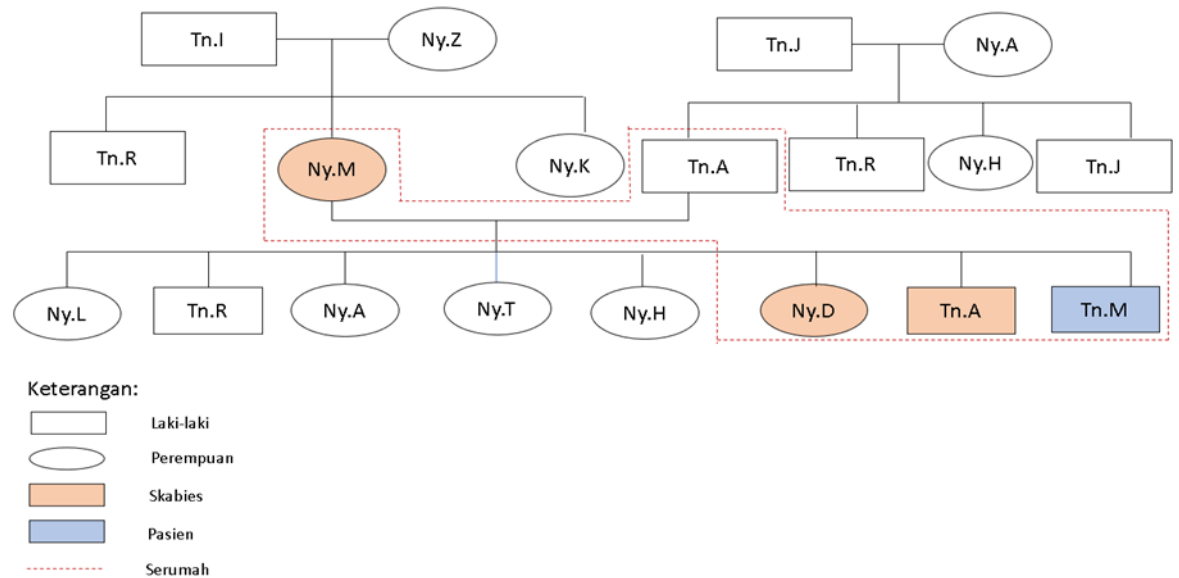 Tn.I
Ny.Z
Tn.J
Ny.A
Tn.R
Ny.M
Ny.K
Tn.A
Tn.R
Ny.H
Tn.J
Ny.L
Tn.R
Ny.A
Ny.T
Ny.H
Ny.D
Tn.A
Tn.M
Keterangan:
Laki-laki
Perempuan
Skabies
Pasien
Serumah